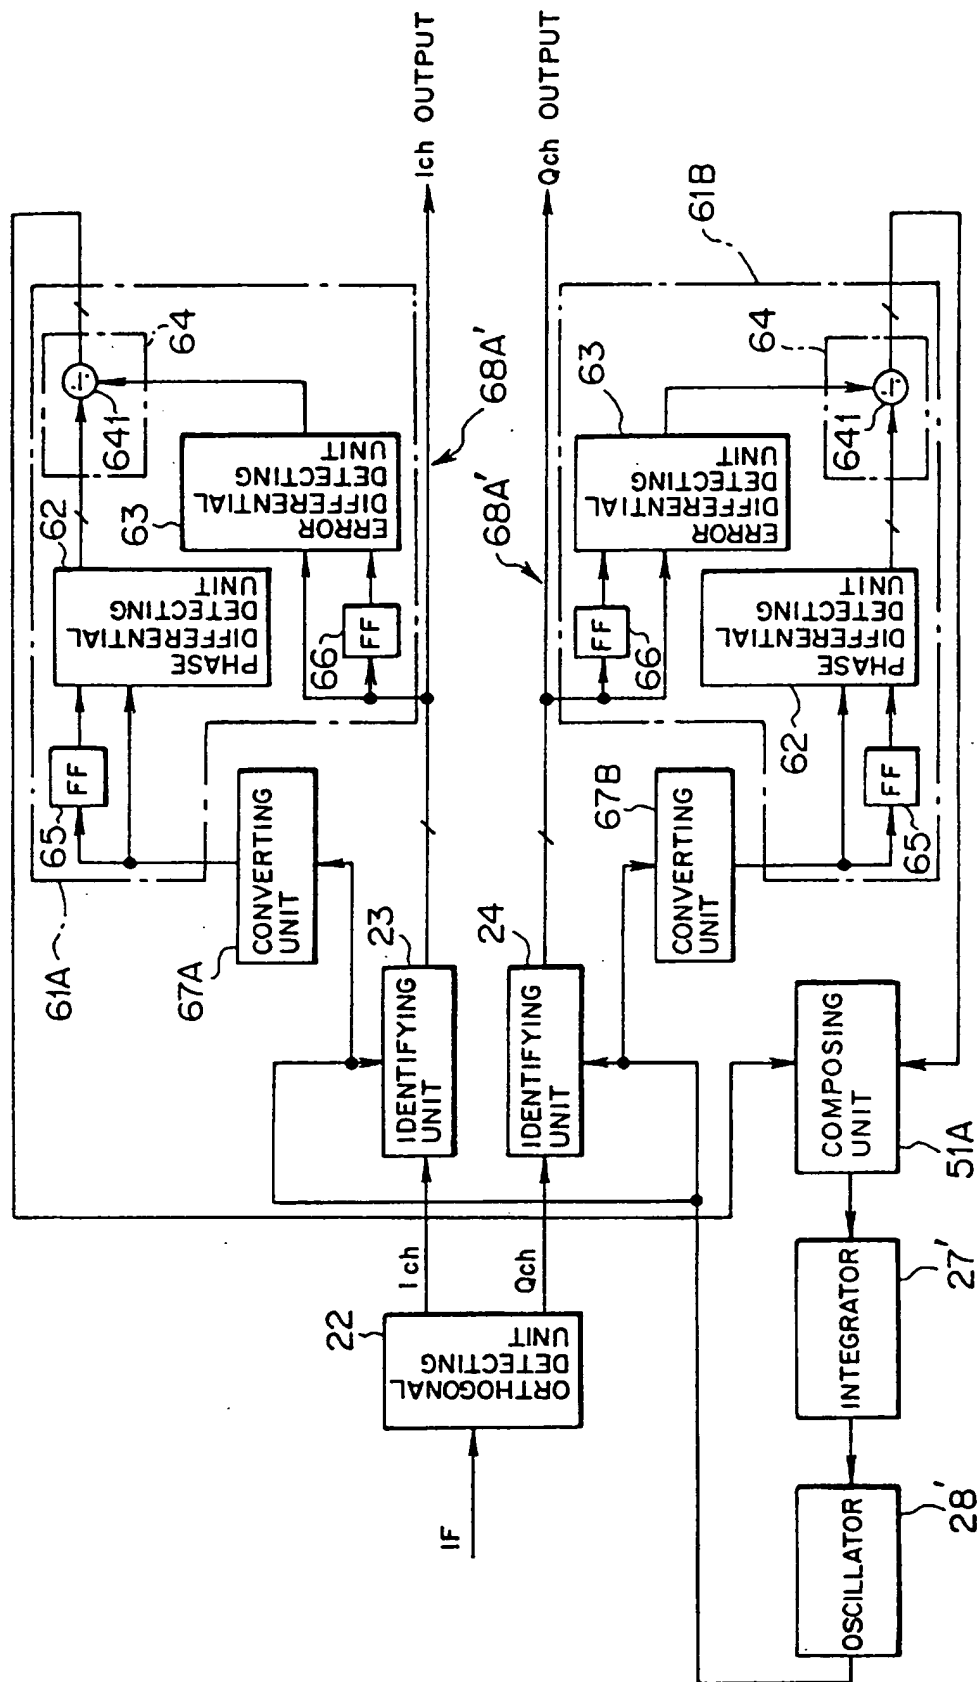 IF
ORTHOGONAL
DETECTING
UNIT
22
Ich
Qch
IDENTIFYING
UNIT
23
IDENTIFYING
UNIT
24
CONVERTING
UNIT
67A
CONVERTING
UNIT
67B
61A
65
FF
PHASE
DIFFERENTIAL
DETECTING
UNIT
62
66
FF
ERROR
DIFFERENTIAL
DETECTING
UNIT
63
÷
641
64
Ich OUTPUT
68A'
Qch OUTPUT
68A'
61B
FF
66
ERROR
DIFFERENTIAL
DETECTING
UNIT
63
FF
65
PHASE
DIFFERENTIAL
DETECTING
UNIT
62
÷
641
64
COMPOSING
UNIT
51A
INTEGRATOR
27'
OSCILLATOR
28'